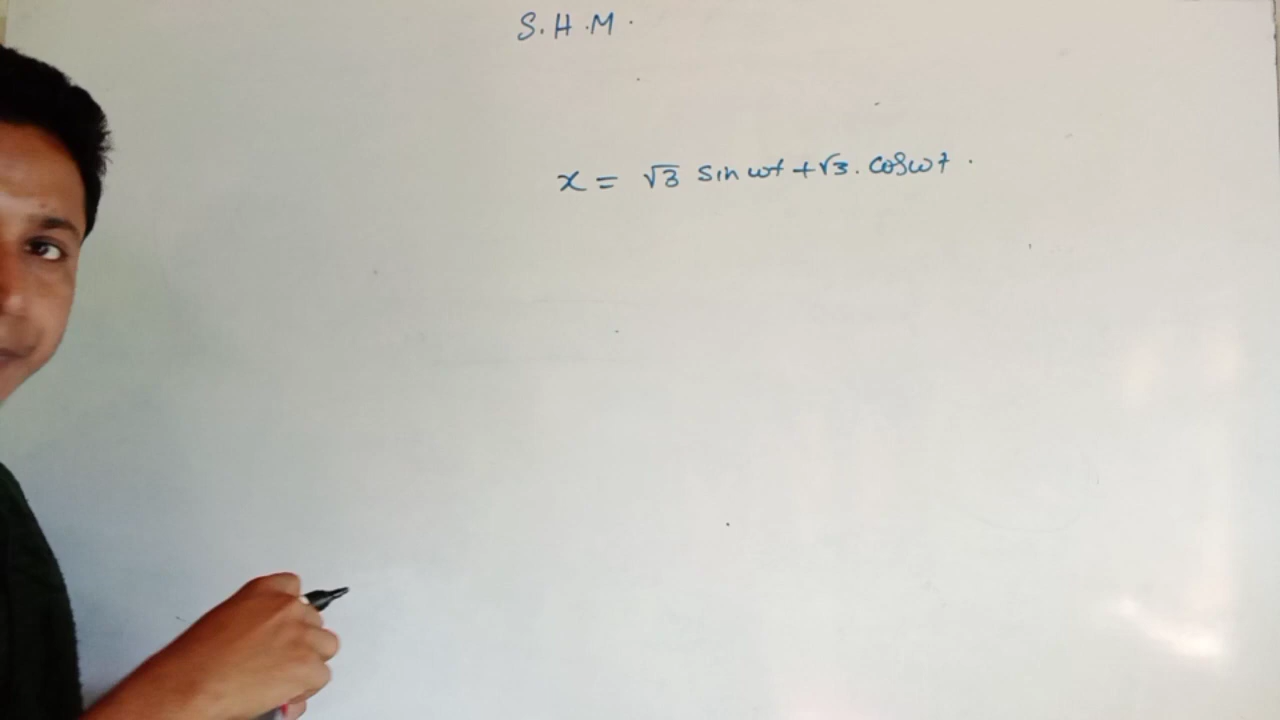 S.H.M.
x = √3 sin ωt + √3. cosωt.